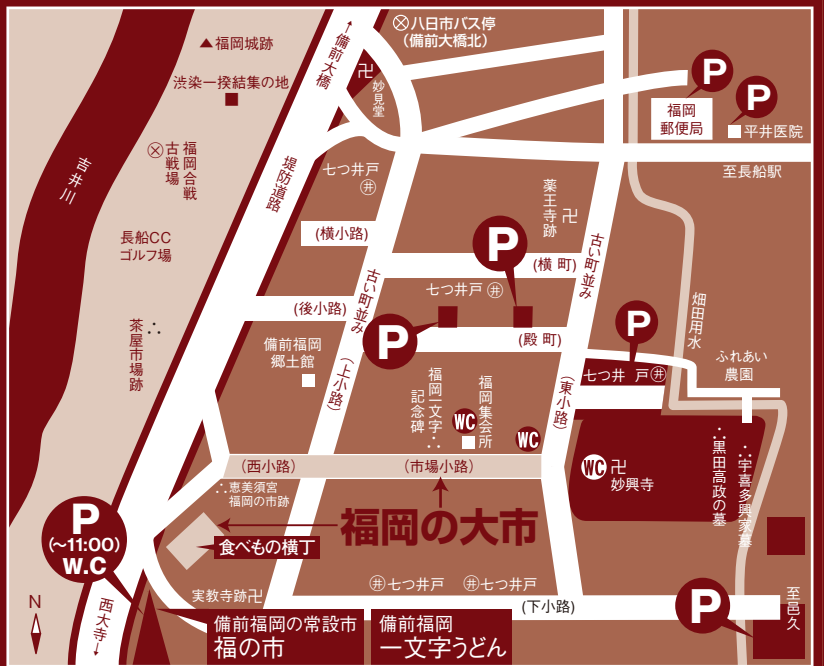 ▲福岡城跡
渋染一揆結集の地
↑備前大橋
八日市バス停
(備前大橋北)
卍妙見堂
P
P
福岡
郵便局
平井医院
至長船駅
吉井川
福岡合戦
古戦場
堤防道路
七つ井戸
井
薬王寺跡
卍
長船CC
ゴルフ場
(横小路)
P
(横 町)
古い町並み
古い町並み
七つ井戸 井
(後小路)
畑田用水
茶屋市場跡
∴
P
(殿 町)
P
備前福岡
郷土館
(上小路)
ふれあい
農園
七つ井 戸 井
福岡一文字
記念碑
∴
WC
福岡集会所
WC
(東小路)
(西小路)
(市場小路)
WC
卍
妙興寺
∴黒田高政の墓
∴宇喜多興家墓
∴恵美須宮
福岡の市跡
福岡の大市
食べもの横丁
P
(〜11:00)
W.C
実教寺跡卍
井七つ井戸
井七つ井戸
(下小路)
P
至邑久
N
西大寺↓
備前福岡の常設市
福の市
備前福岡
一文字うどん